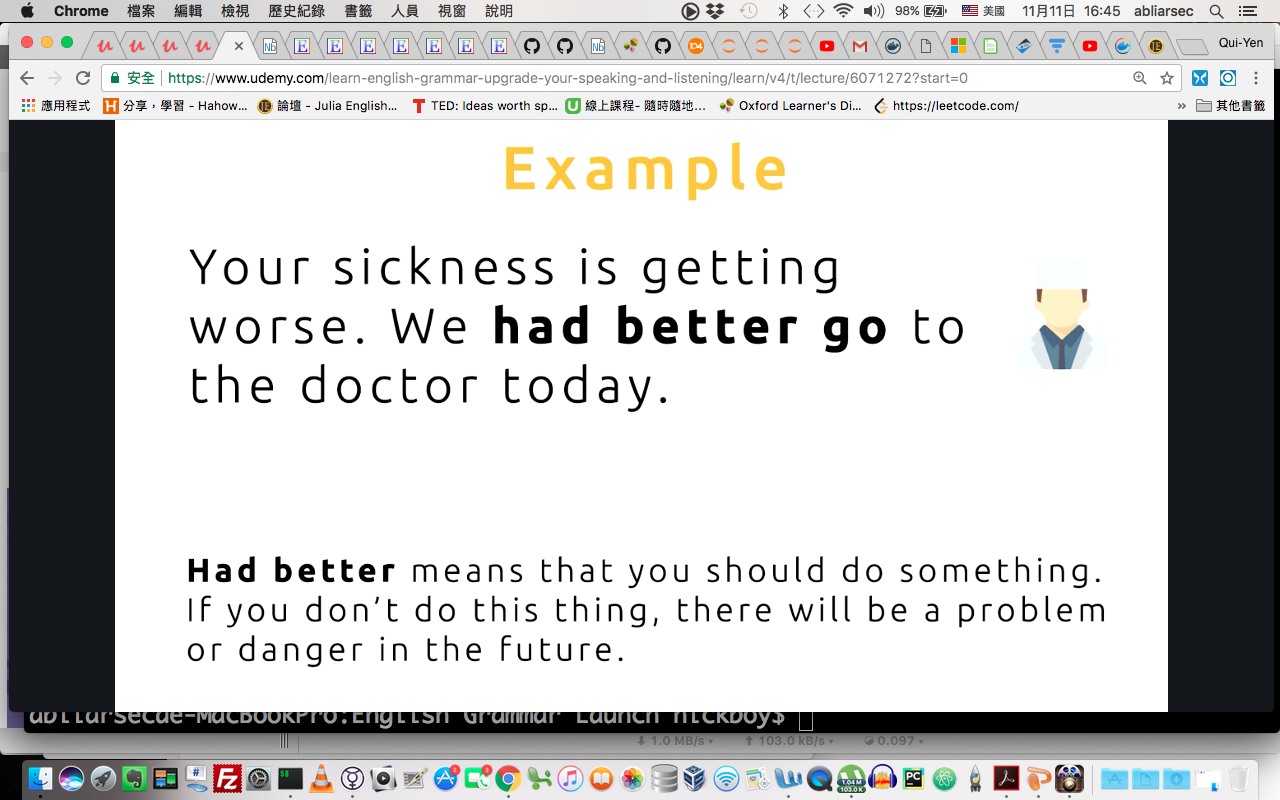 Chrome 檔案 編輯 檢視 歷史紀錄 書籤 人員 視窗 說明 98% 美國 11月11日 16:45 abliarsec
Qui-Yen
安全 https://www.udemy.com/learn-english-grammar-upgrade-your-speaking-and-listening/learn/v4/t/lecture/6071272?start=0
應用程式 分享，學習 - Hahow... 論壇 - Julia English... TED: Ideas worth sp... 線上課程- 隨時隨地... Oxford Learner's Di... https://leetcode.com/ » 其他書籤
Example
Your sickness is getting
worse. We had better go to
the doctor today.
Had better means that you should do something.
If you don't do this thing, there will be a problem
or danger in the future.
abliarsecde-MacBookPro:English Grammar Launch nickboy$
1.0 MB/s 103.0 kB/s 0.097